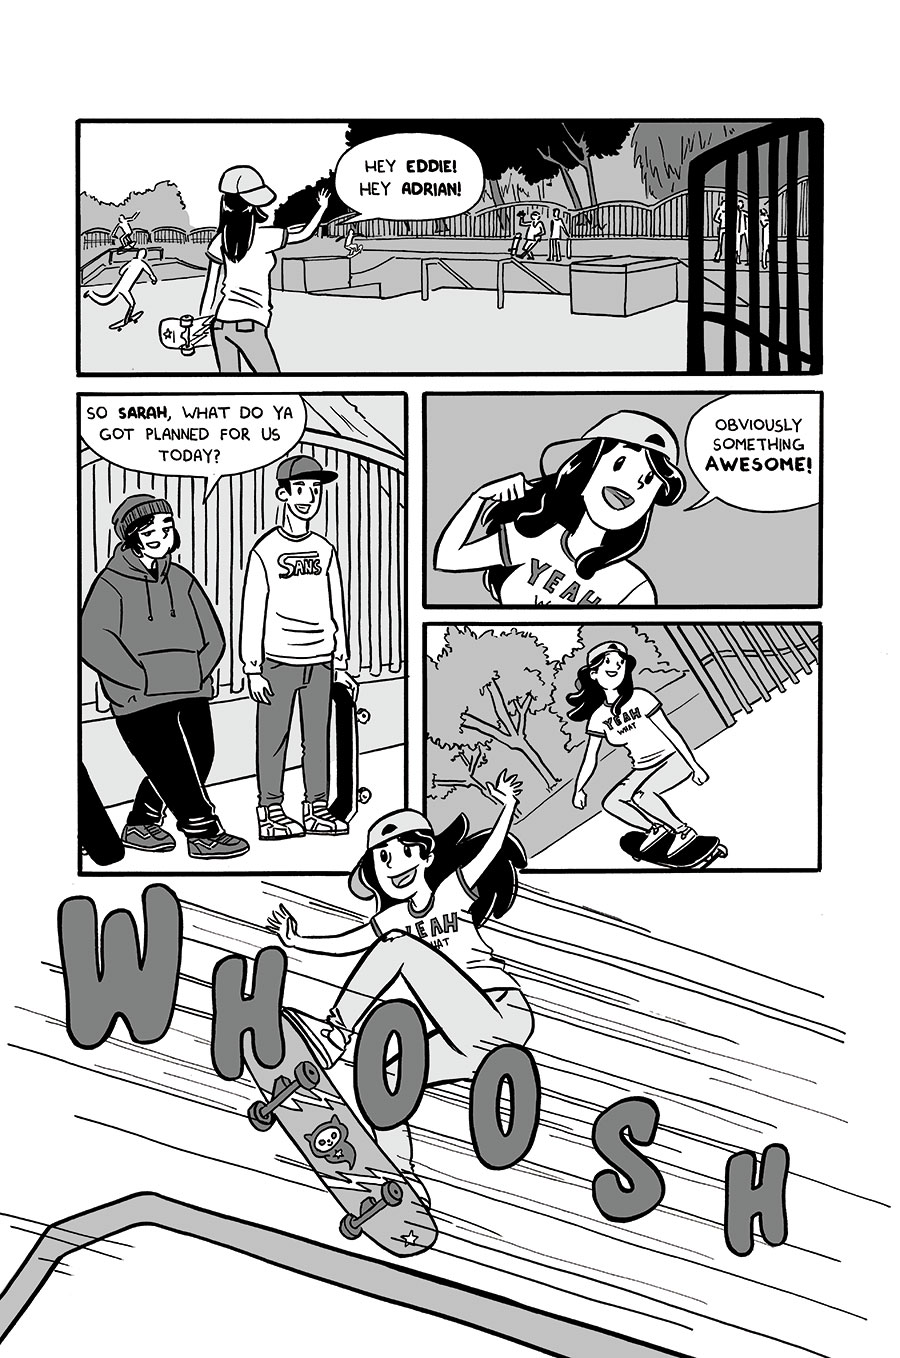 HEY EDDIE!
HEY ADRIAN!
SO SARAH, WHAT DO YA
GOT PLANNED FOR US
TODAY?
SANS
OBVIOUSLY
SOMETHING
AWESOME!
YEAH
W
YEAH
WHAT
YEAH
HAT
WHOOSH